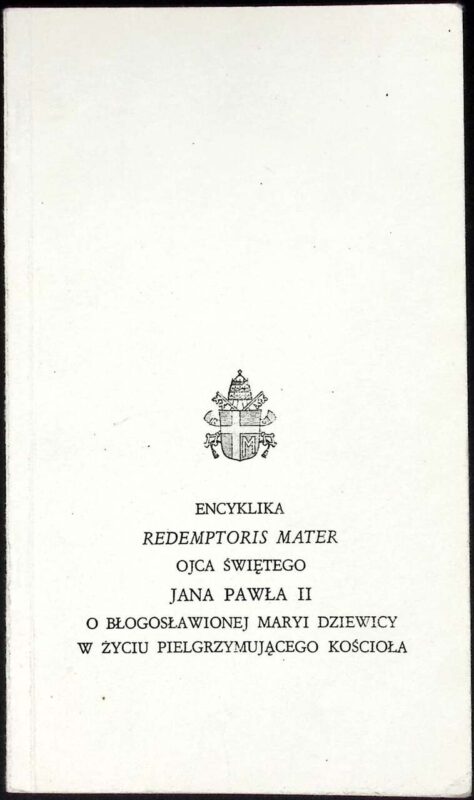 ENCYKLIKA
REDEMPTORIS MATER
OJCA ŚWIĘTEGO
JANA PAWŁA II
O BŁOGOSŁAWIONEJ MARYI DZIEWICY
W ŻYCIU PIELGRZYMUJĄCEGO KOŚCIOŁA